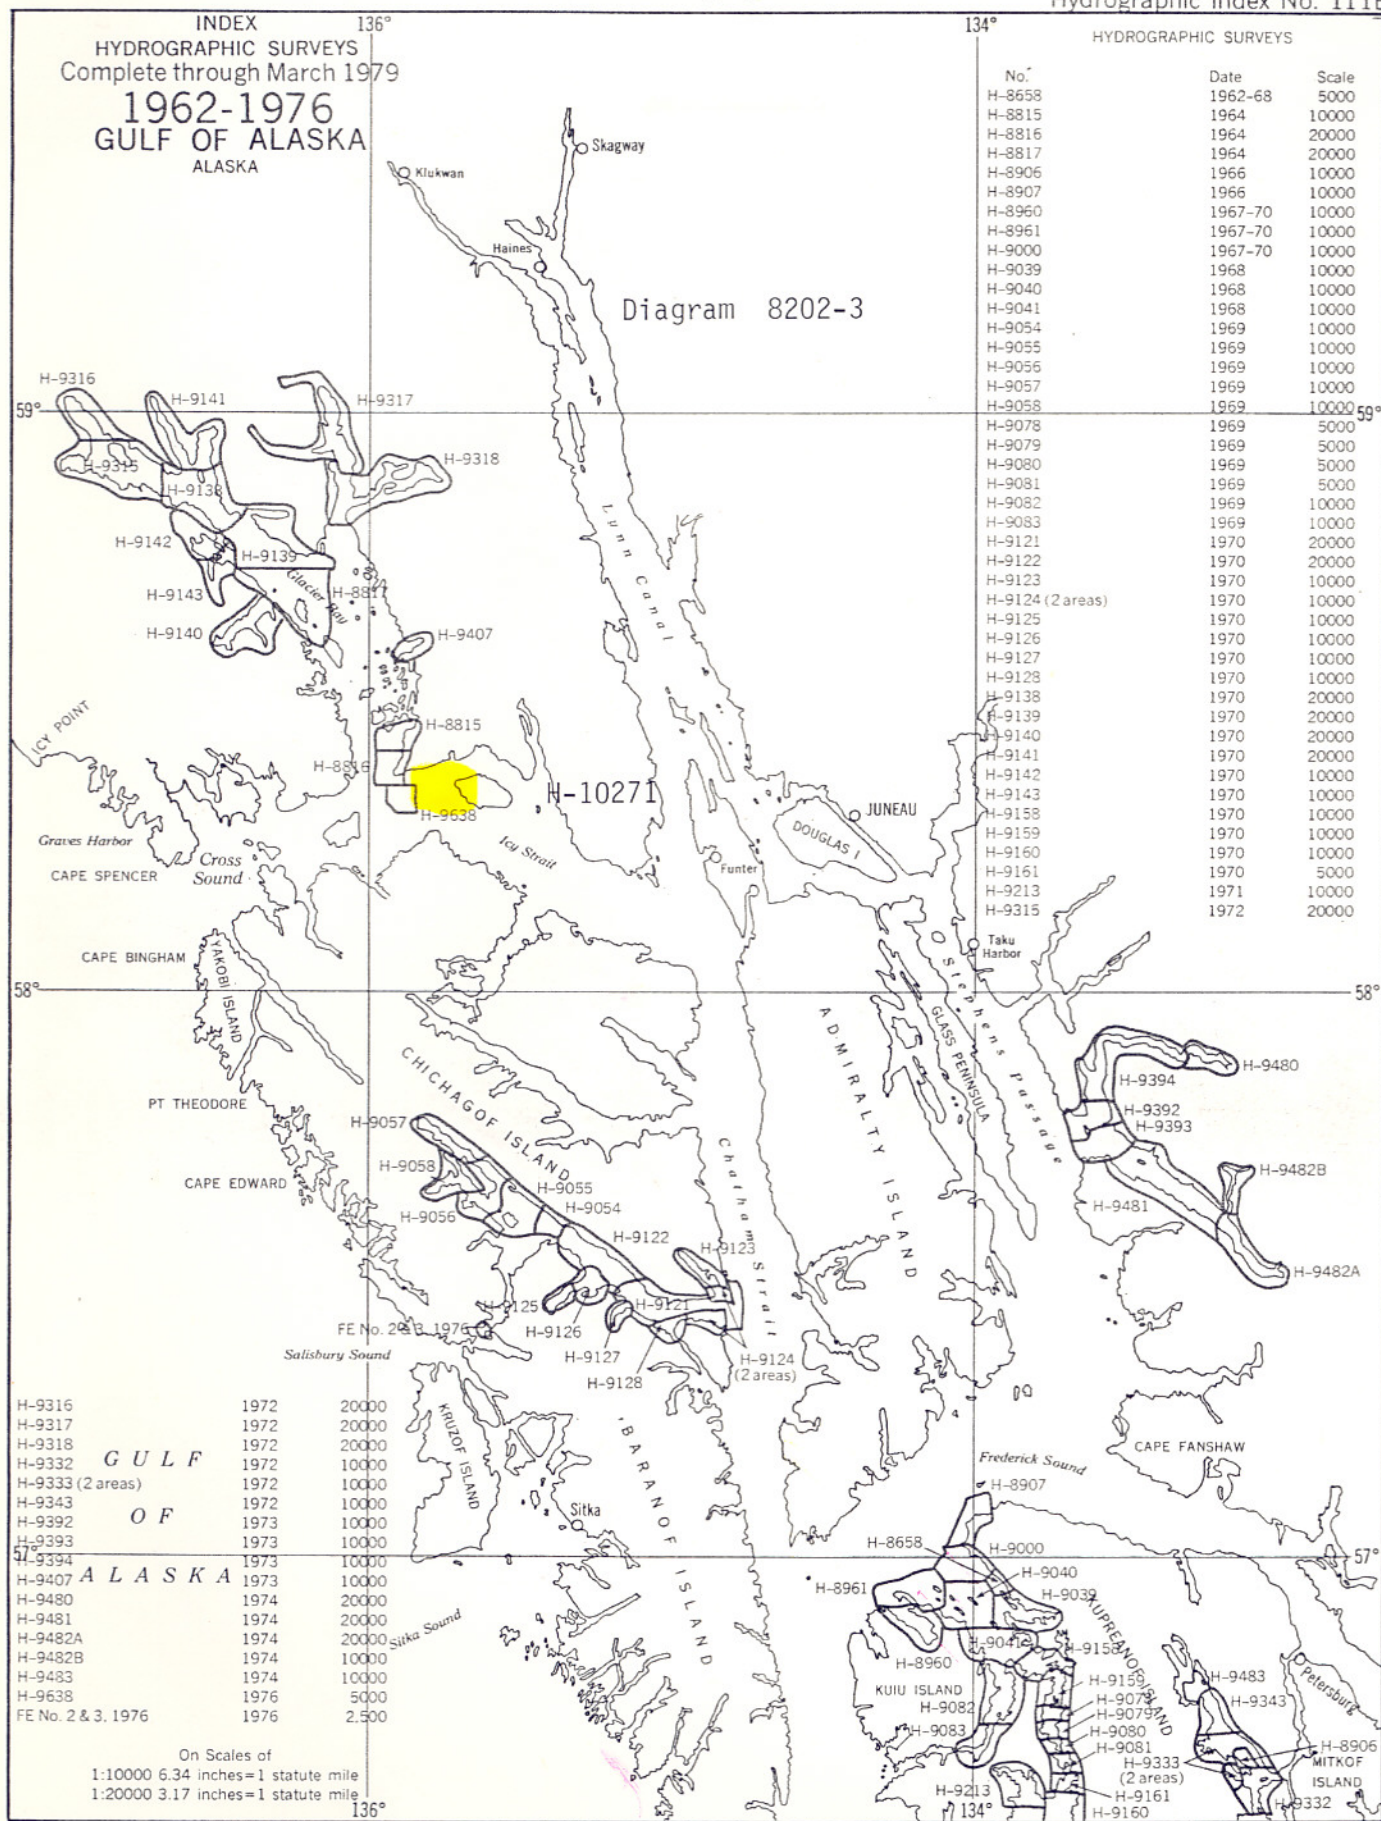 Hydrographic Index No. 111
INDEX
HYDROGRAPHIC SURVEYS
Complete through March 1979
1962-1976
GULF OF ALASKA
ALASKA
136°
134°
HYDROGRAPHIC SURVEYS
No. Date Scale
H-8658 1962-68 5000
H-8815 1964 10000
H-8816 1964 20000
H-8817 1964 20000
H-8906 1966 10000
H-8907 1966 10000
H-8960 1967-70 10000
H-8961 1967-70 10000
H-9000 1967-70 10000
H-9039 1968 10000
H-9040 1968 10000
H-9041 1968 10000
H-9054 1969 10000
H-9055 1969 10000
H-9056 1969 10000
H-9057 1969 10000
H-9058 1969 10000
H-9078 1969 5000
H-9079 1969 5000
H-9080 1969 5000
H-9081 1969 5000
H-9082 1969 10000
H-9083 1969 10000
H-9121 1970 20000
H-9122 1970 20000
H-9123 1970 10000
H-9124 (2 areas) 1970 10000
H-9125 1970 10000
H-9126 1970 10000
H-9127 1970 10000
H-9128 1970 10000
H-9138 1970 20000
H-9139 1970 20000
H-9140 1970 20000
H-9141 1970 20000
H-9142 1970 10000
H-9143 1970 10000
H-9158 1970 10000
H-9159 1970 10000
H-9160 1970 10000
H-9161 1970 5000
H-9213 1971 10000
H-9315 1972 20000
Skagway
Klukwan
Haines
Diagram 8202-3
59°
59°
H-9316
H-9141
H-9317
H-9315
H-9318
H-9138
H-9142
H-9139
Glacier Bay
H-9143
H-8817
H-9140
H-9407
Lynn Canal
ICY POINT
H-8815
H-8816
H-10271
H-9638
JUNEAU
DOUGLAS I
Graves Harbor
Cross
Sound
CAPE SPENCER
Icy Strait
Funter
Taku
Harbor
CAPE BINGHAM
YAKOBI ISLAND
58°
58°
Stephens Passage
GLASS PENINSULA
ADMIRALTY ISLAND
CHICHAGOF ISLAND
PT THEODORE
H-9480
H-9394
H-9392
H-9393
H-9057
H-9058
CAPE EDWARD
H-9055
H-9054
H-9056
H-9482B
H-9481
Chatham Strait
H-9122
H-9123
H-9482A
H-9125
H-9121
H-9126
FE No. 2 & 3, 1976
H-9127
H-9124
(2 areas)
Salisbury Sound
H-9128
KRUZOF ISLAND
BARANOF ISLAND
Sitka
Sitka Sound
CAPE FANSHAW
Frederick Sound
H-8907
H-9316 1972 20000
H-9317 1972 20000
H-9318 1972 20000
H-9332 1972 10000
H-9333 (2 areas) 1972 10000
H-9343 1972 10000
H-9392 1973 10000
H-9393 1973 10000
H-9394 1973 10000
H-9407 1973 10000
H-9480 1974 20000
H-9481 1974 20000
H-9482A 1974 20000
H-9482B 1974 10000
H-9483 1974 10000
H-9638 1976 5000
FE No. 2 & 3, 1976 1976 2,500
GULF
OF
ALASKA
57°
57°
H-8658
H-9000
H-9040
H-8961
H-9039
KUPREANOF ISLAND
H-9041
H-9158
H-8960
KUIU ISLAND
H-9159
H-9082
H-9078
H-9079
H-9083
H-9080
H-9081
H-9483
H-9343
Petersburg
H-9333
(2 areas)
H-8906
MITKOF
ISLAND
H-9213
H-9161
H-9160
H-9332
On Scales of
1:10000 6.34 inches=1 statute mile
1:20000 3.17 inches=1 statute mile
136°
134°